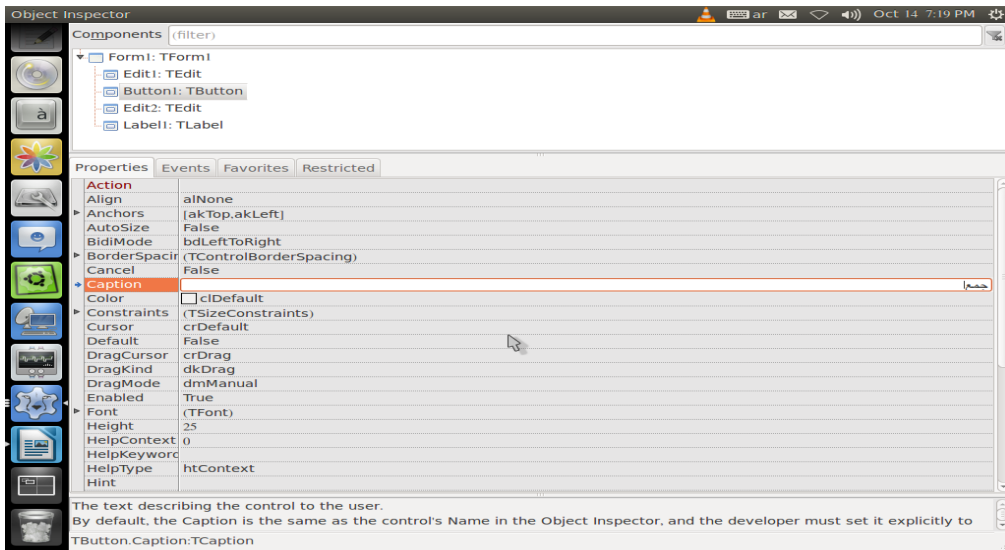 Object Inspector ar Oct 14 7:19 PM
Components (filter)
Form1: TForm1
Edit1: TEdit
Button1: TButton
Edit2: TEdit
Label1: TLabel
Properties Events Favorites Restricted
Action
Align alNone
Anchors [akTop,akLeft]
AutoSize False
BidiMode bdLeftToRight
BorderSpacin (TControlBorderSpacing)
Cancel False
Caption جمعا
Color clDefault
Constraints (TSizeConstraints)
Cursor crDefault
Default False
DragCursor crDrag
DragKind dkDrag
DragMode dmManual
Enabled True
Font (TFont)
Height 25
HelpContext 0
HelpKeyword
HelpType htContext
Hint
The text describing the control to the user.
By default, the Caption is the same as the control's Name in the Object Inspector, and the developer must set it explicitly to
TButton.Caption:TCaption
à